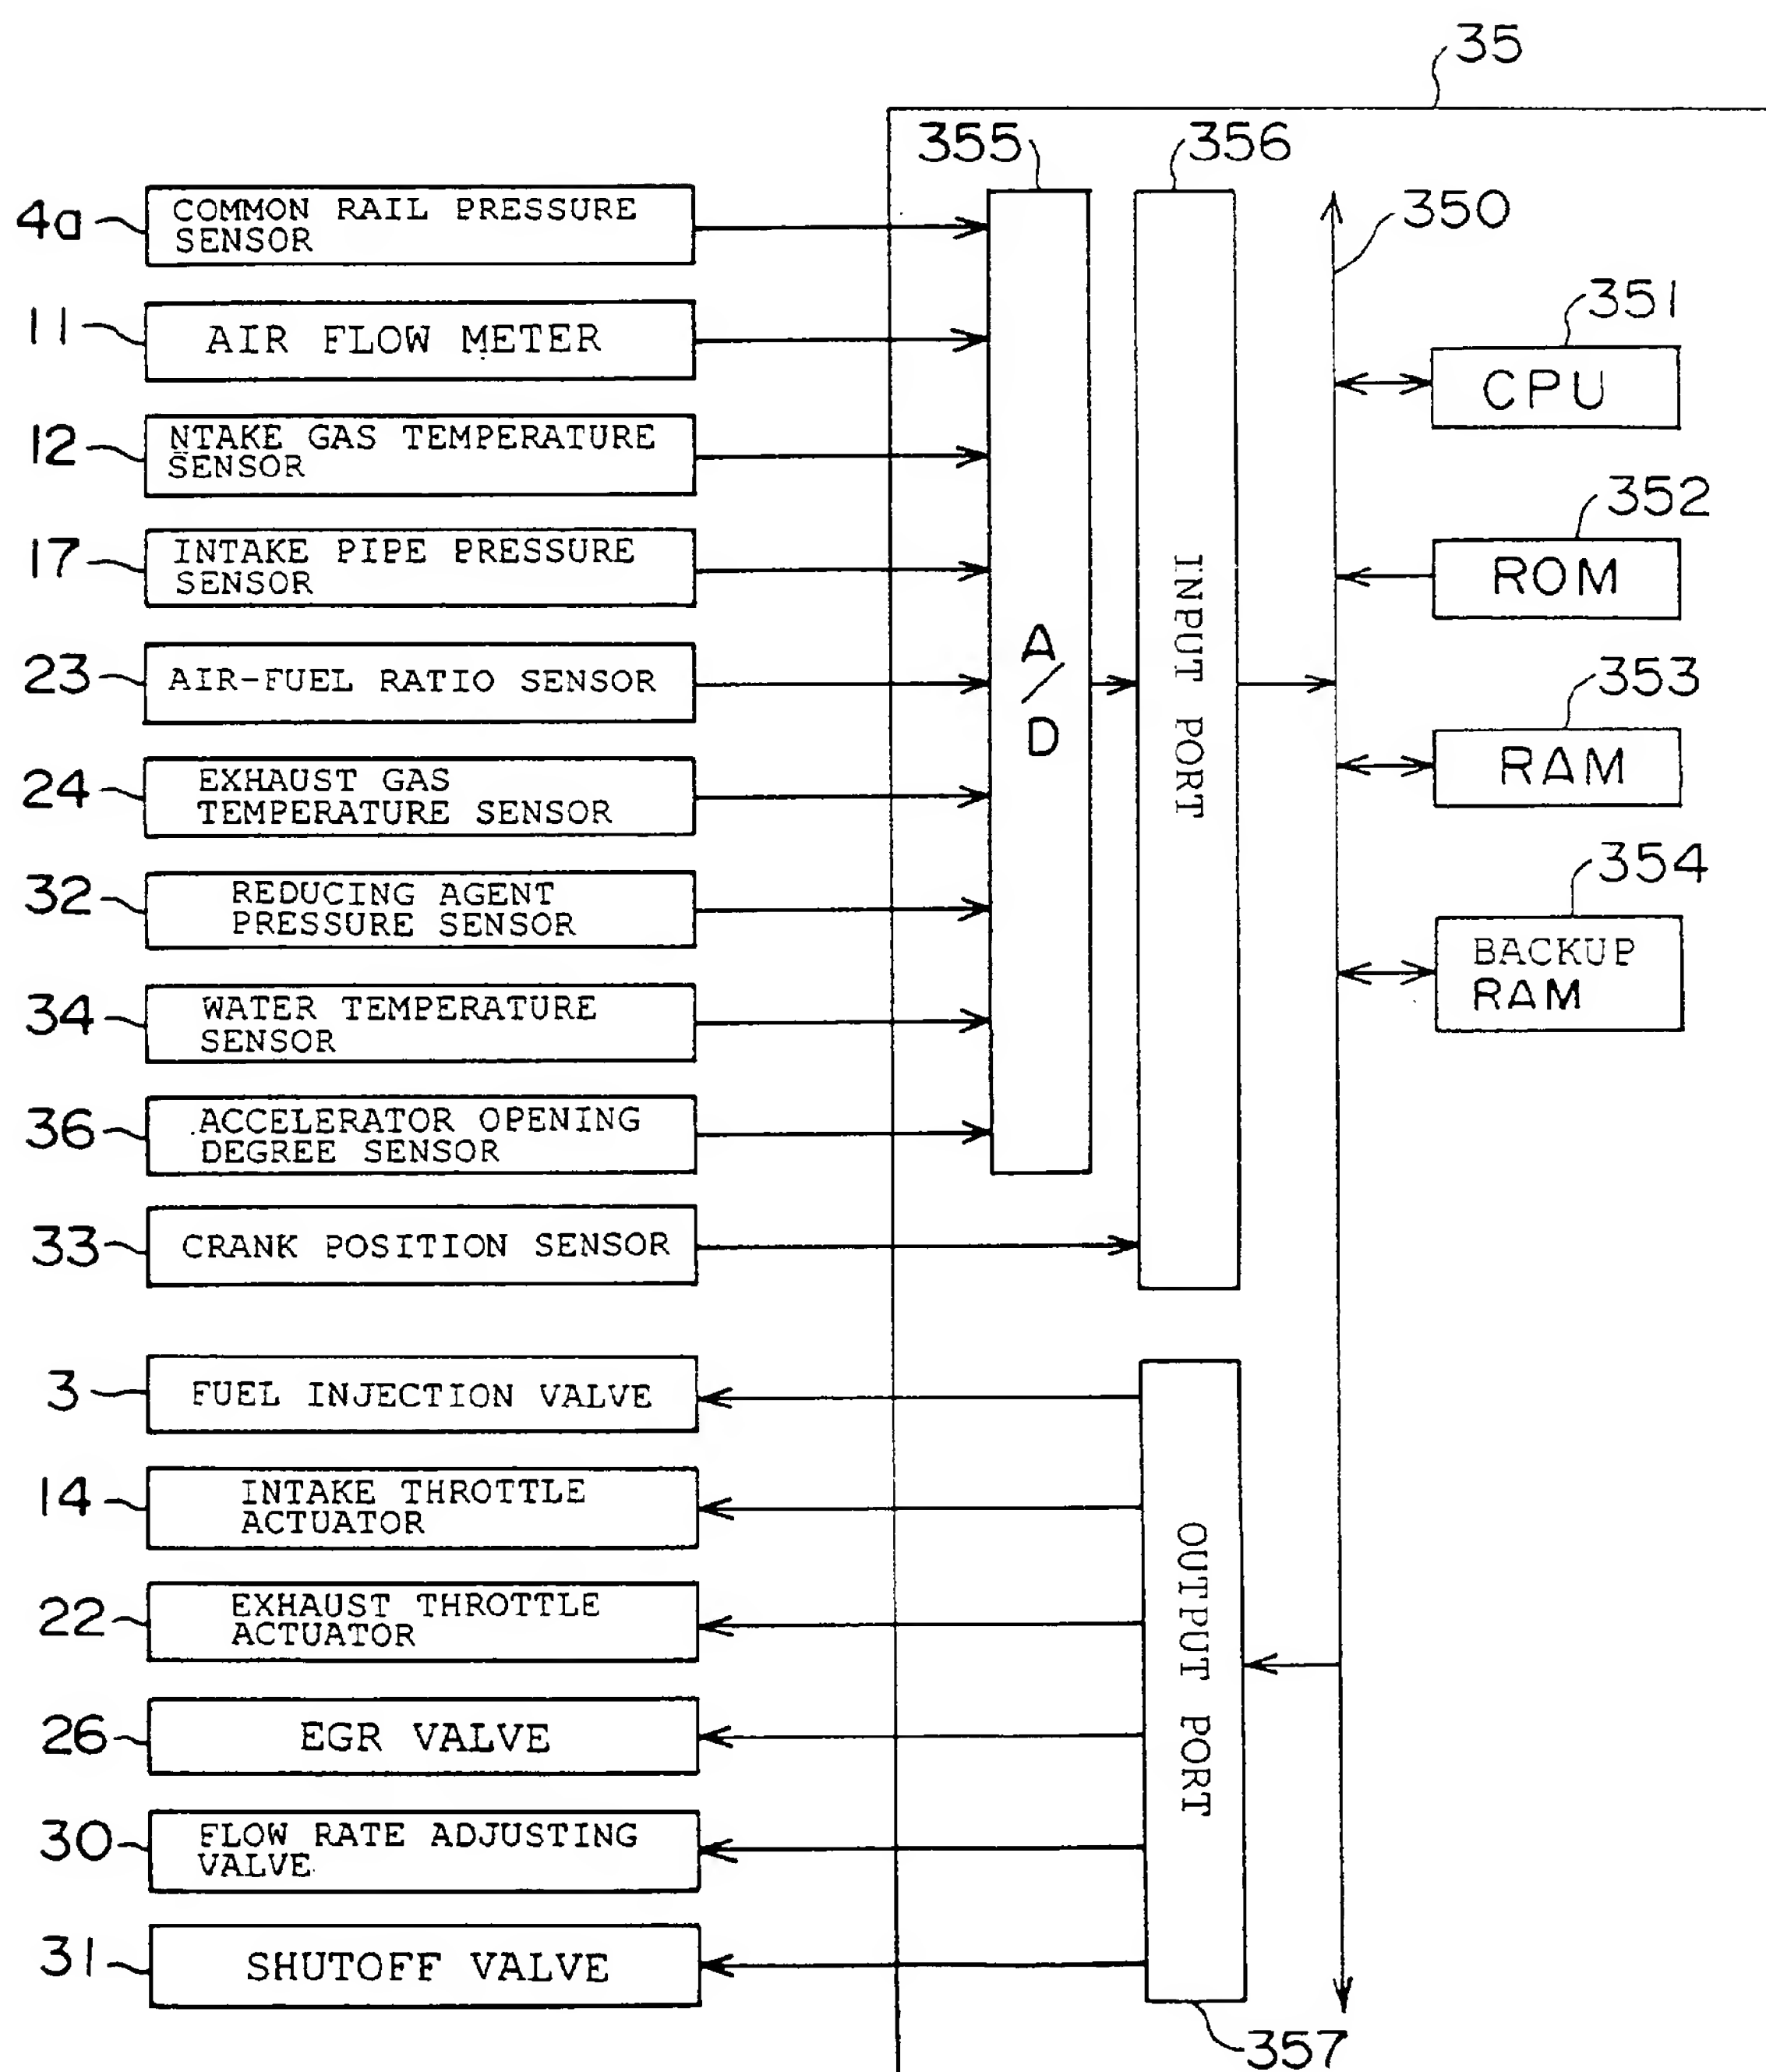 35
355
356
350
4a
COMMON RAIL PRESSURE
SENSOR
11
AIR FLOW METER
12
NTAKE GAS TEMPERATURE
SENSOR
17
INTAKE PIPE PRESSURE
SENSOR
23
AIR-FUEL RATIO SENSOR
24
EXHAUST GAS
TEMPERATURE SENSOR
32
REDUCING AGENT
PRESSURE SENSOR
34
WATER TEMPERATURE
SENSOR
36
ACCELERATOR OPENING
DEGREE SENSOR
33
CRANK POSITION SENSOR
A/D
INPUT PORT
351
CPU
352
ROM
353
RAM
354
BACKUP
RAM
3
FUEL INJECTION VALVE
14
INTAKE THROTTLE
ACTUATOR
22
EXHAUST THROTTLE
ACTUATOR
26
EGR VALVE
30
FLOW RATE ADJUSTING
VALVE
31
SHUTOFF VALVE
OUTPUT PORT
357